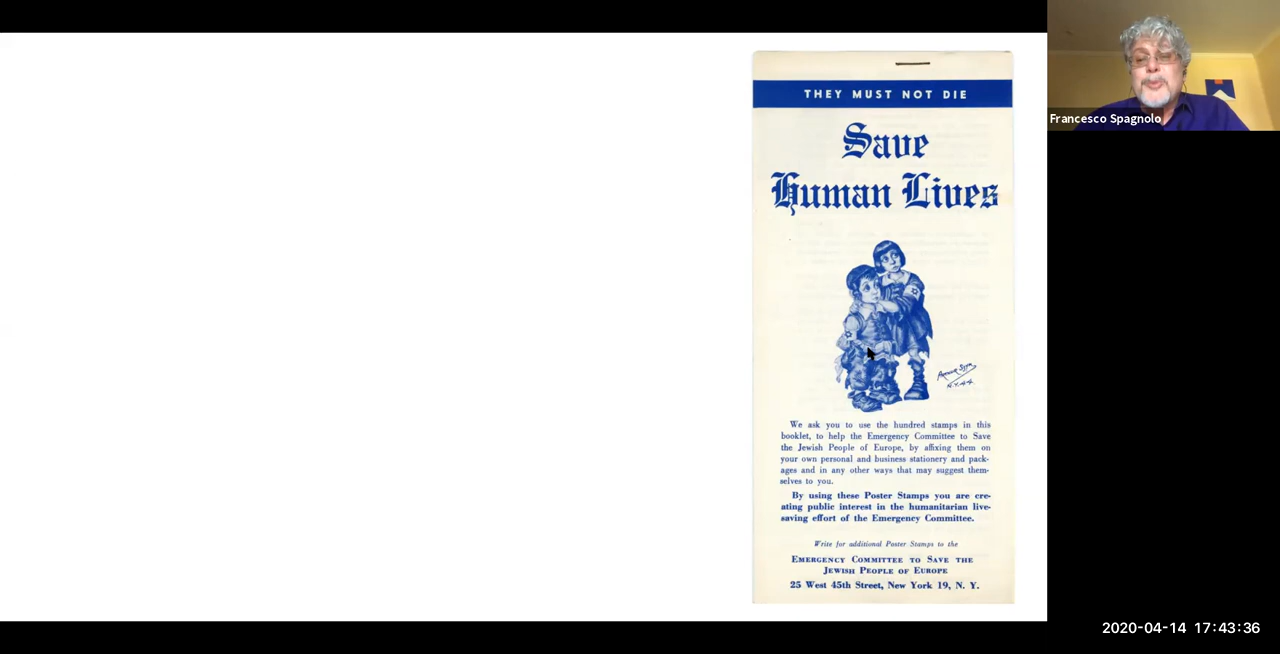 THEY MUST NOT DIE
Save
Human Lives
ARTHUR SZYK
N.Y. 44
We ask you to use the hundred stamps in this
booklet, to help the Emergency Committee to Save
the Jewish People of Europe, by affixing them on
your own personal and business stationery and pack-
ages and in any other ways that may suggest them-
selves to you.
By using these Poster Stamps you are cre-
ating public interest in the humanitarian live-
saving effort of the Emergency Committee.
Write for additional Poster Stamps to the
EMERGENCY COMMITTEE TO SAVE THE
JEWISH PEOPLE OF EUROPE
25 West 45th Street, New York 19, N. Y.
Francesco Spagnolo
2020-04-14 17:43:36